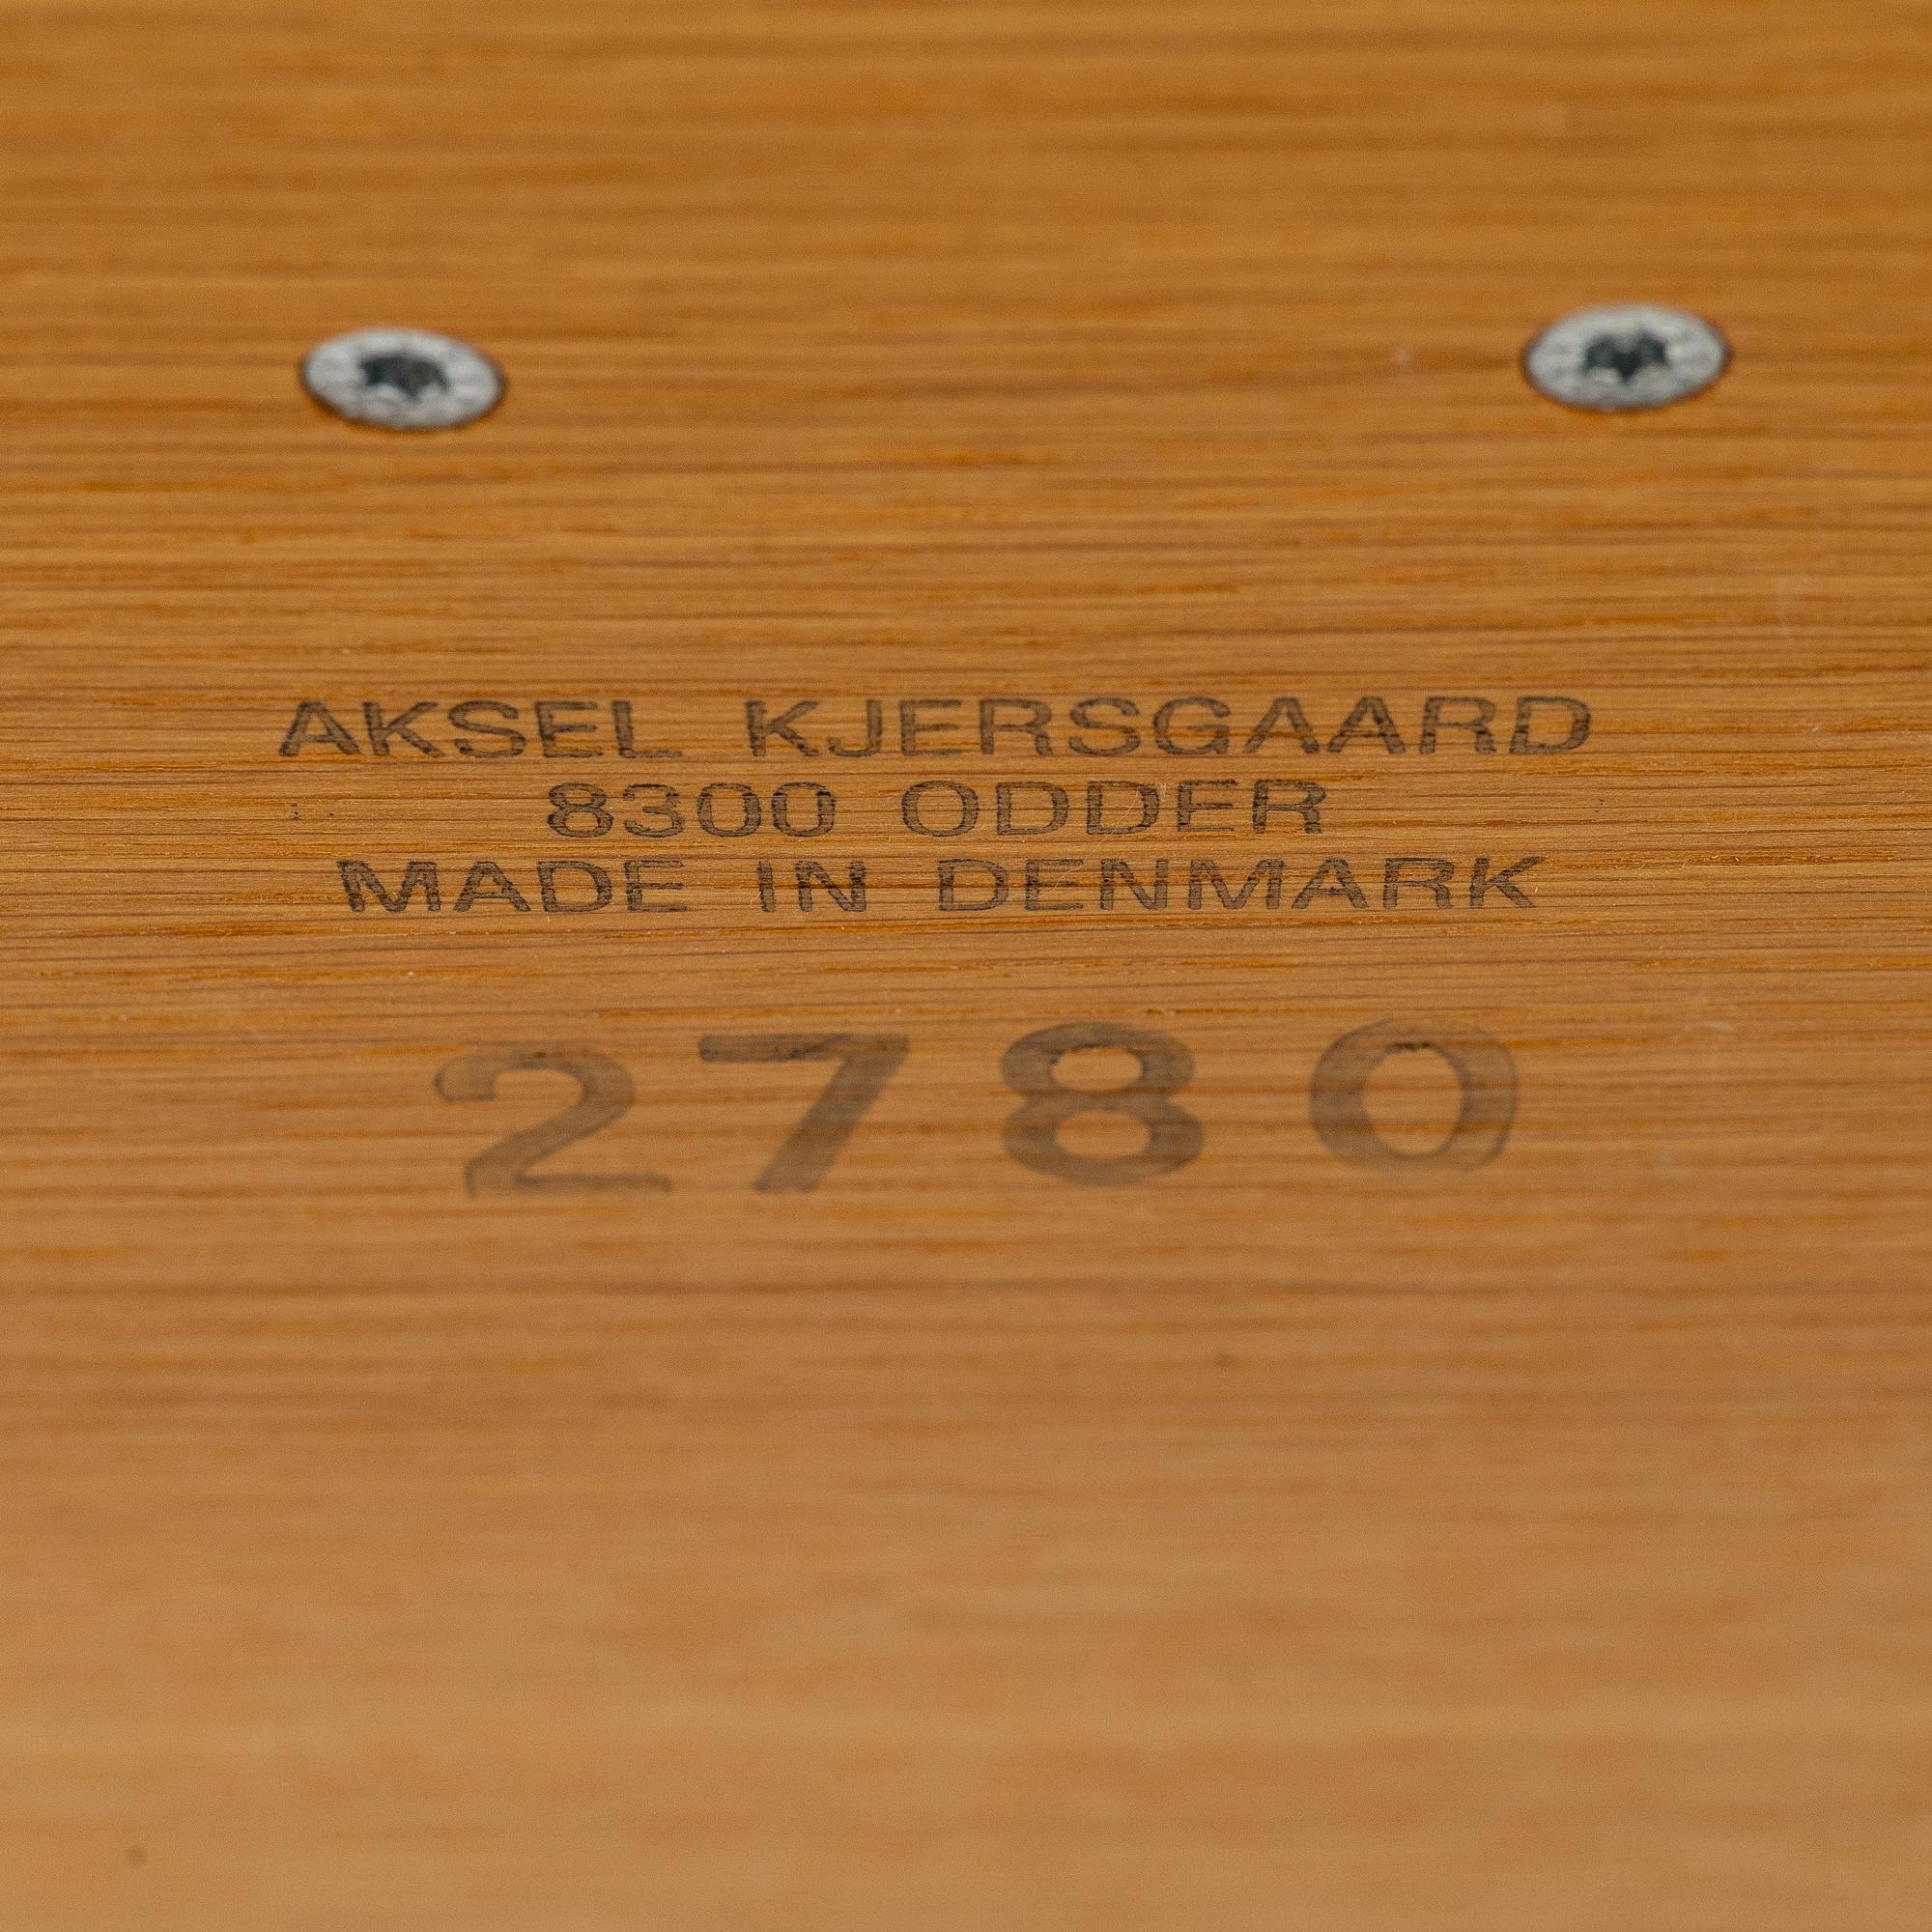 AKSEL KJERSGAARD
8300 ODDER
MADE IN DENMARK
2780